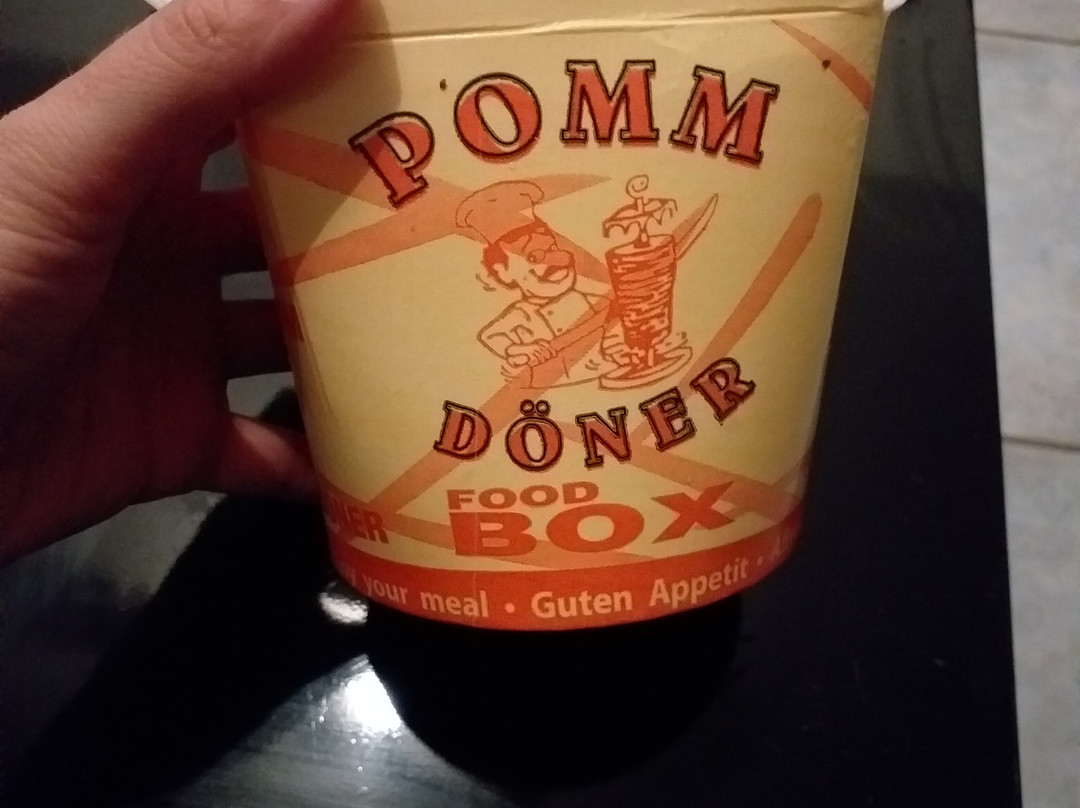 POMM
DÖNER
FOOD
BOX
your meal • Guten Appetit •